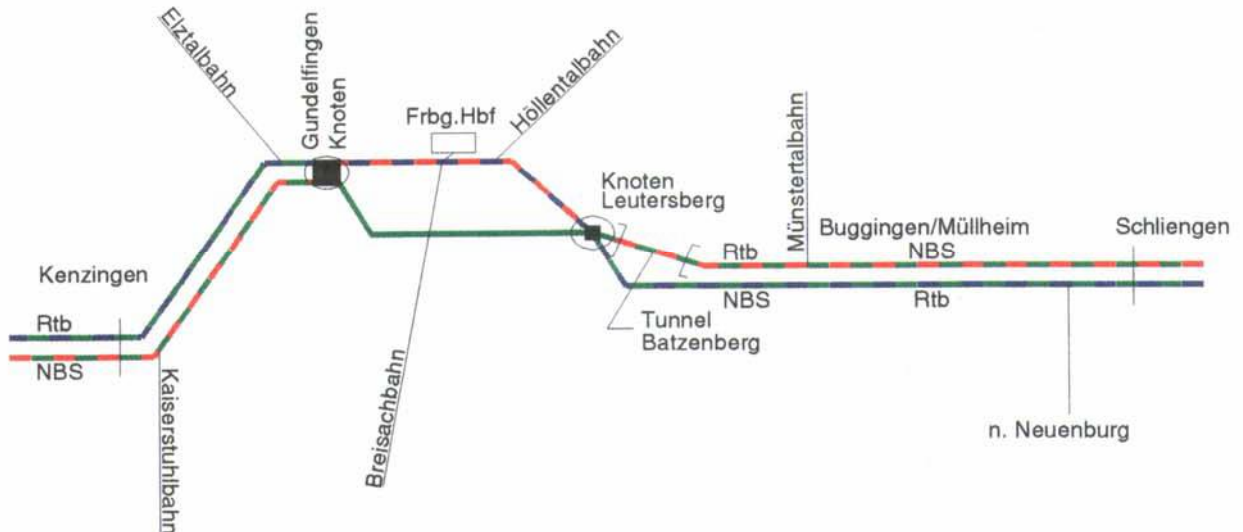 Elztalbahn
Gundelfingen
Knoten
Frbg.Hbf
Höllentalbahn
Knoten
Leutersberg
Münstertalbahn
Buggingen/Müllheim
Schliengen
Kenzingen
Rtb
NBS
Rtb
NBS
NBS
Rtb
Tunnel
Batzenberg
Kaiserstuhlbahn
Breisachbahn
n. Neuenburg